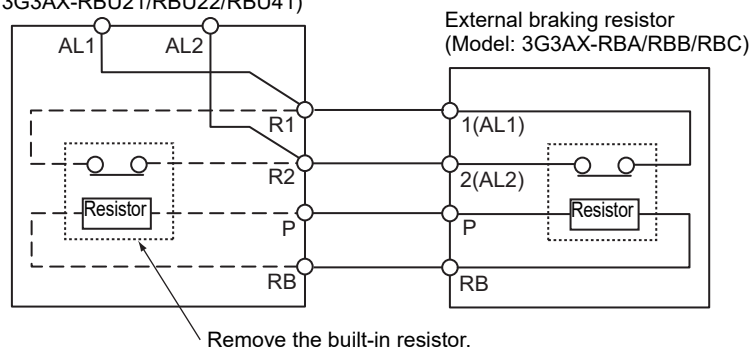 3G3AX-RBU21/RBU22/RBU41)
External braking resistor
(Model: 3G3AX-RBA/RBB/RBC)
AL1
AL2
R1
1(AL1)
R2
2(AL2)
Resistor
Resistor
P
P
RB
RB
Remove the built-in resistor.